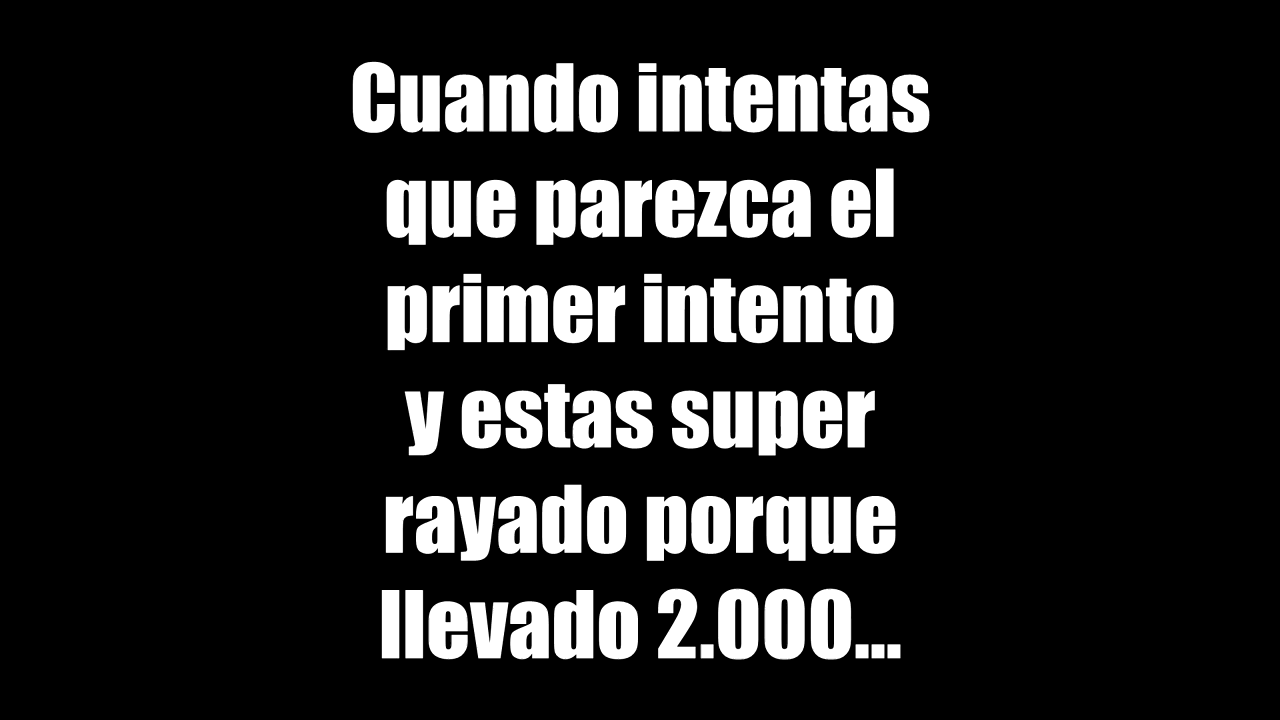 Cuando intentas
que parezca el
primer intento
y estas super
rayado porque
llevado 2.000...